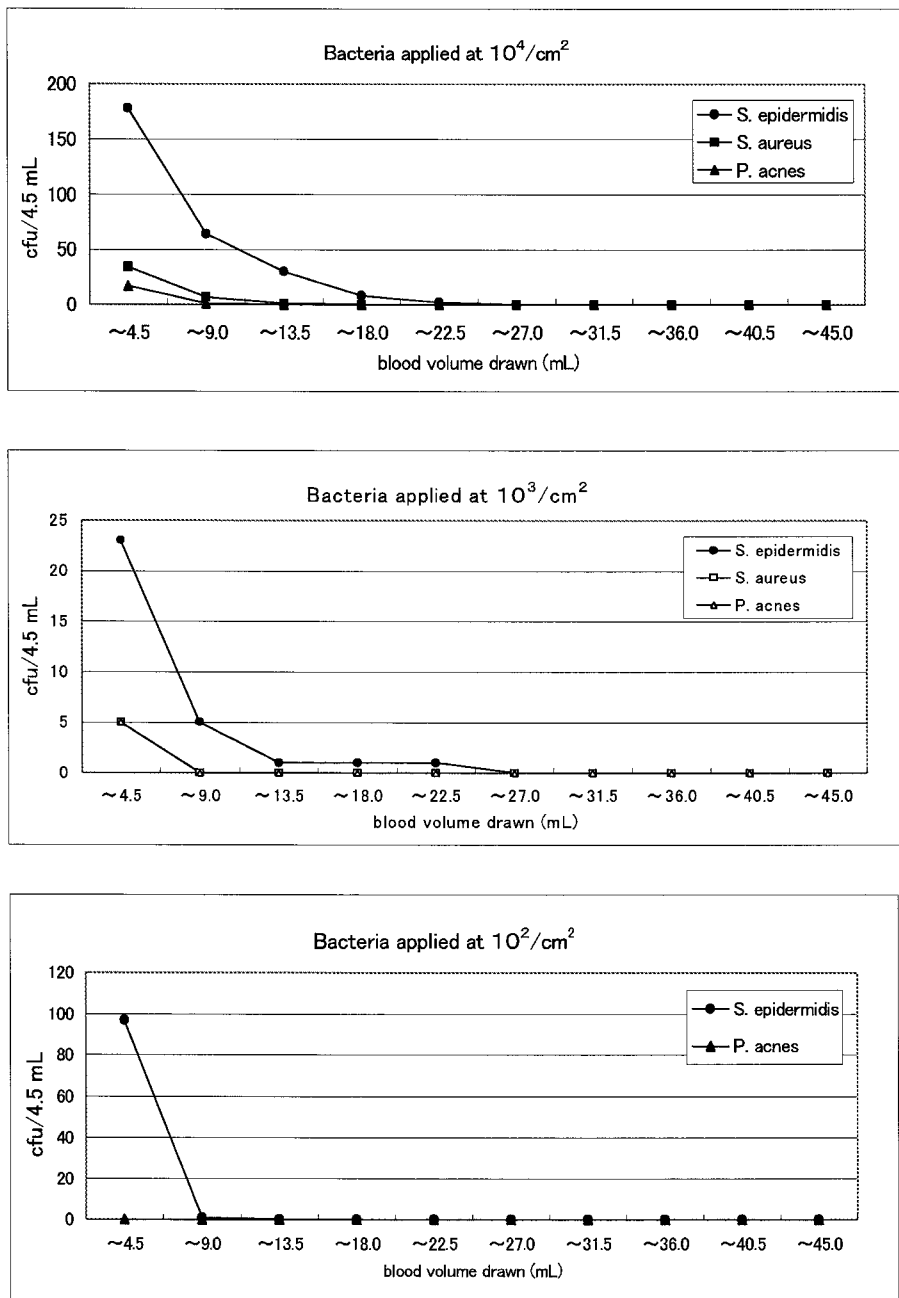 Bacteria applied at 10⁴/cm²
200
150
100
50
0
cfu/4.5 mL
S. epidermidis
S. aureus
P. acnes
～4.5 ～9.0 ～13.5 ～18.0 ～22.5 ～27.0 ～31.5 ～36.0 ～40.5 ～45.0
blood volume drawn (mL)
Bacteria applied at 10³/cm²
25
20
15
10
5
0
cfu/4.5 mL
S. epidermidis
S. aureus
P. acnes
～4.5 ～9.0 ～13.5 ～18.0 ～22.5 ～27.0 ～31.5 ～36.0 ～40.5 ～45.0
blood volume drawn (mL)
Bacteria applied at 10²/cm²
120
100
80
60
40
20
0
cfu/4.5 mL
S. epidermidis
P. acnes
～4.5 ～9.0 ～13.5 ～18.0 ～22.5 ～27.0 ～31.5 ～36.0 ～40.5 ～45.0
blood volume drawn (mL)